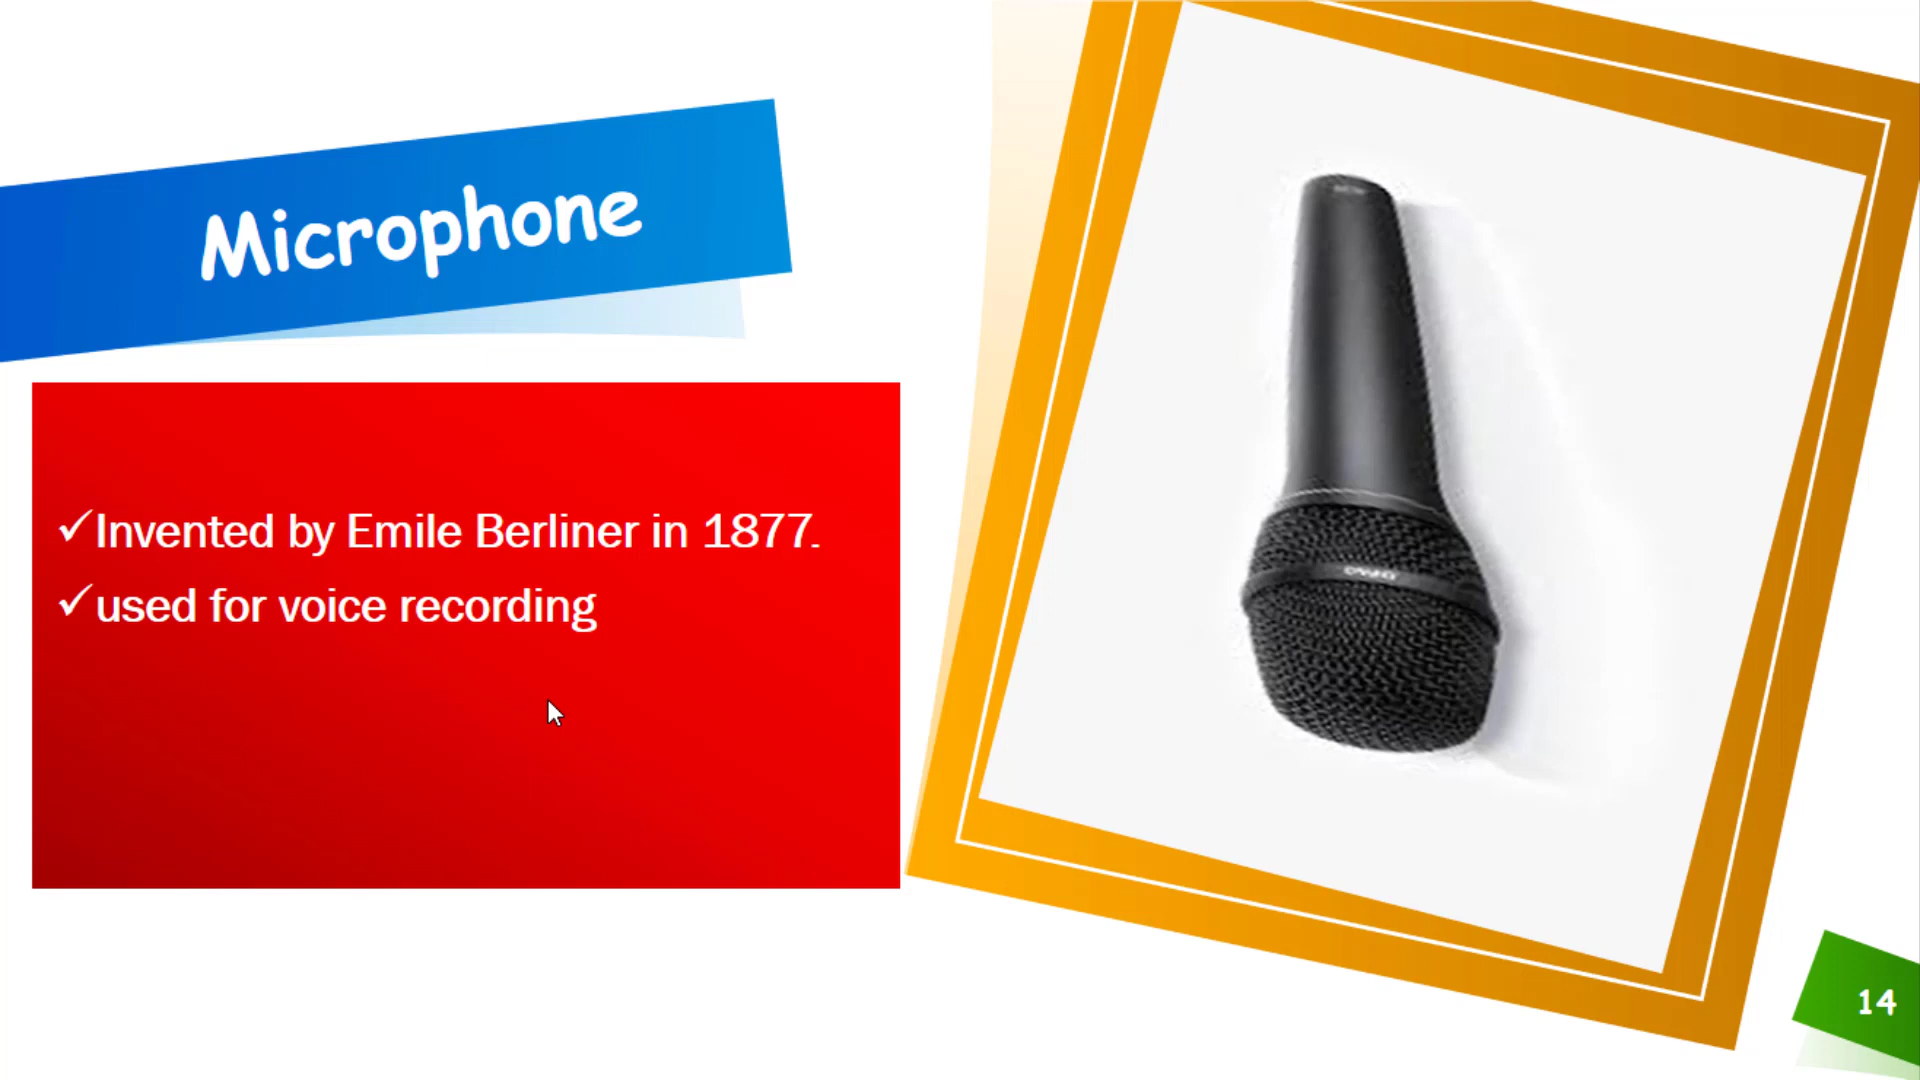 Microphone
✓Invented by Emile Berliner in 1877.
✓used for voice recording
14